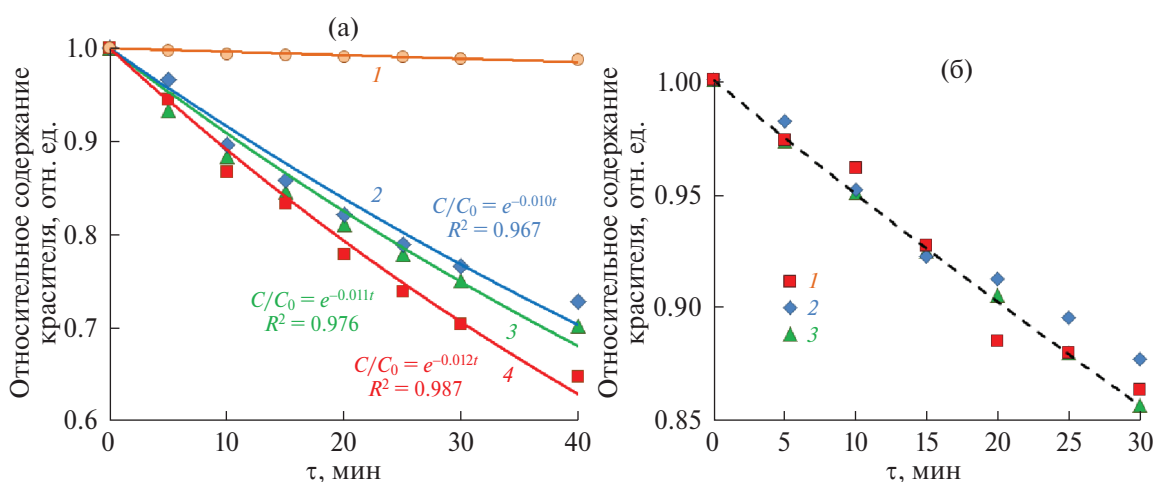 (а)
Относительное содержание
красителя, отн. ед.
1.0
0.9
0.8
0.7
0.6
1
2
C/C₀ = e^{–0.010t}
R² = 0.967
C/C₀ = e^{–0.011t}
R² = 0.976
3
C/C₀ = e^{–0.012t}
R² = 0.987
4
0 10 20 30 40
τ, мин
(б)
Относительное содержание
красителя, отн. ед.
1.00
0.95
0.90
0.85
1
2
3
0 5 10 15 20 25 30
τ, мин